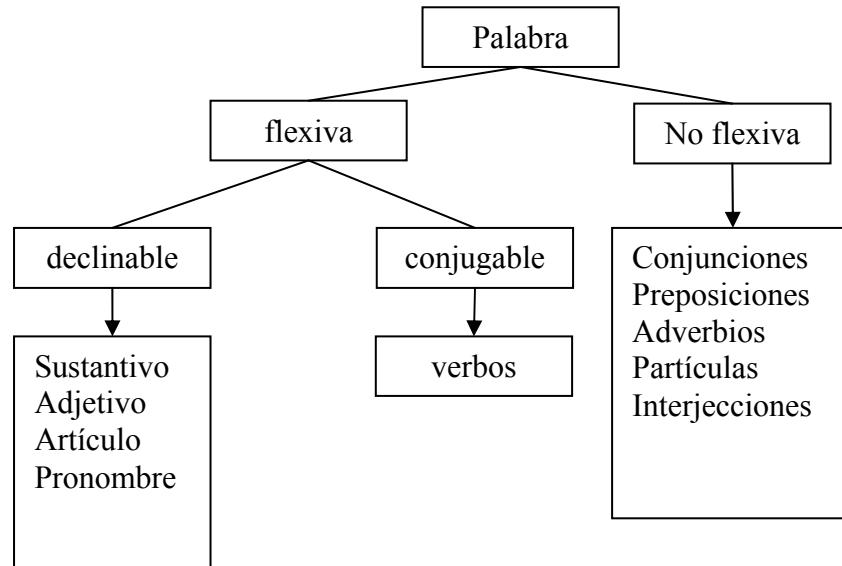 Palabra
flexiva
No flexiva
declinable
conjugable
Sustantivo
Adjetivo
Artículo
Pronombre
verbos
Conjunciones
Preposiciones
Adverbios
Partículas
Interjecciones